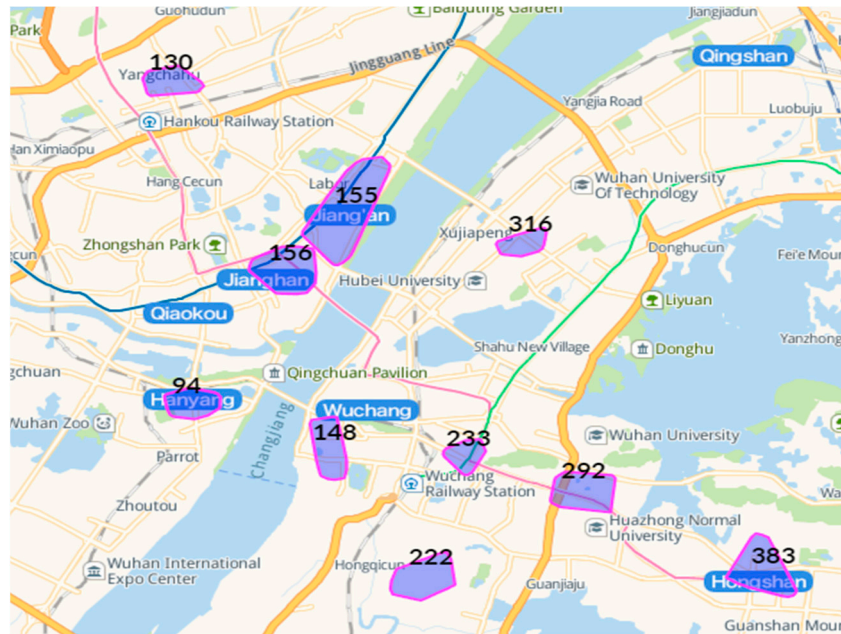 Guohudun
Baibuting Garden
Jiangjiadun
Park
130
Yangchahu
Jingguang Line
Qingshan
Yangjia Road
Luobuju
Hankou Railway Station
Han Ximiaopu
Hang Cecun
Labor
155
Jiang'an
Wuhan University
Of Technology
Xujiapeng
316
Zhongshan Park
156
Jianghan
Donghucun
Fei'e Moun
gcun
Hubei University
Qiaokou
Liyuan
Yanzhong
Shahu New Village
Donghu
gchuan
Qingchuan Pavilion
94
Hanyang
Wuchang
Wuhan Zoo
148
233
Wuhan University
Changjiang
Parrot
292
Wuchang
Railway Station
Wa
Zhoutou
Huazhong Normal
University
Wuhan International
Expo Center
Hongqicun
222
383
Guanjiaju
Hongshan
Guanshan Moun